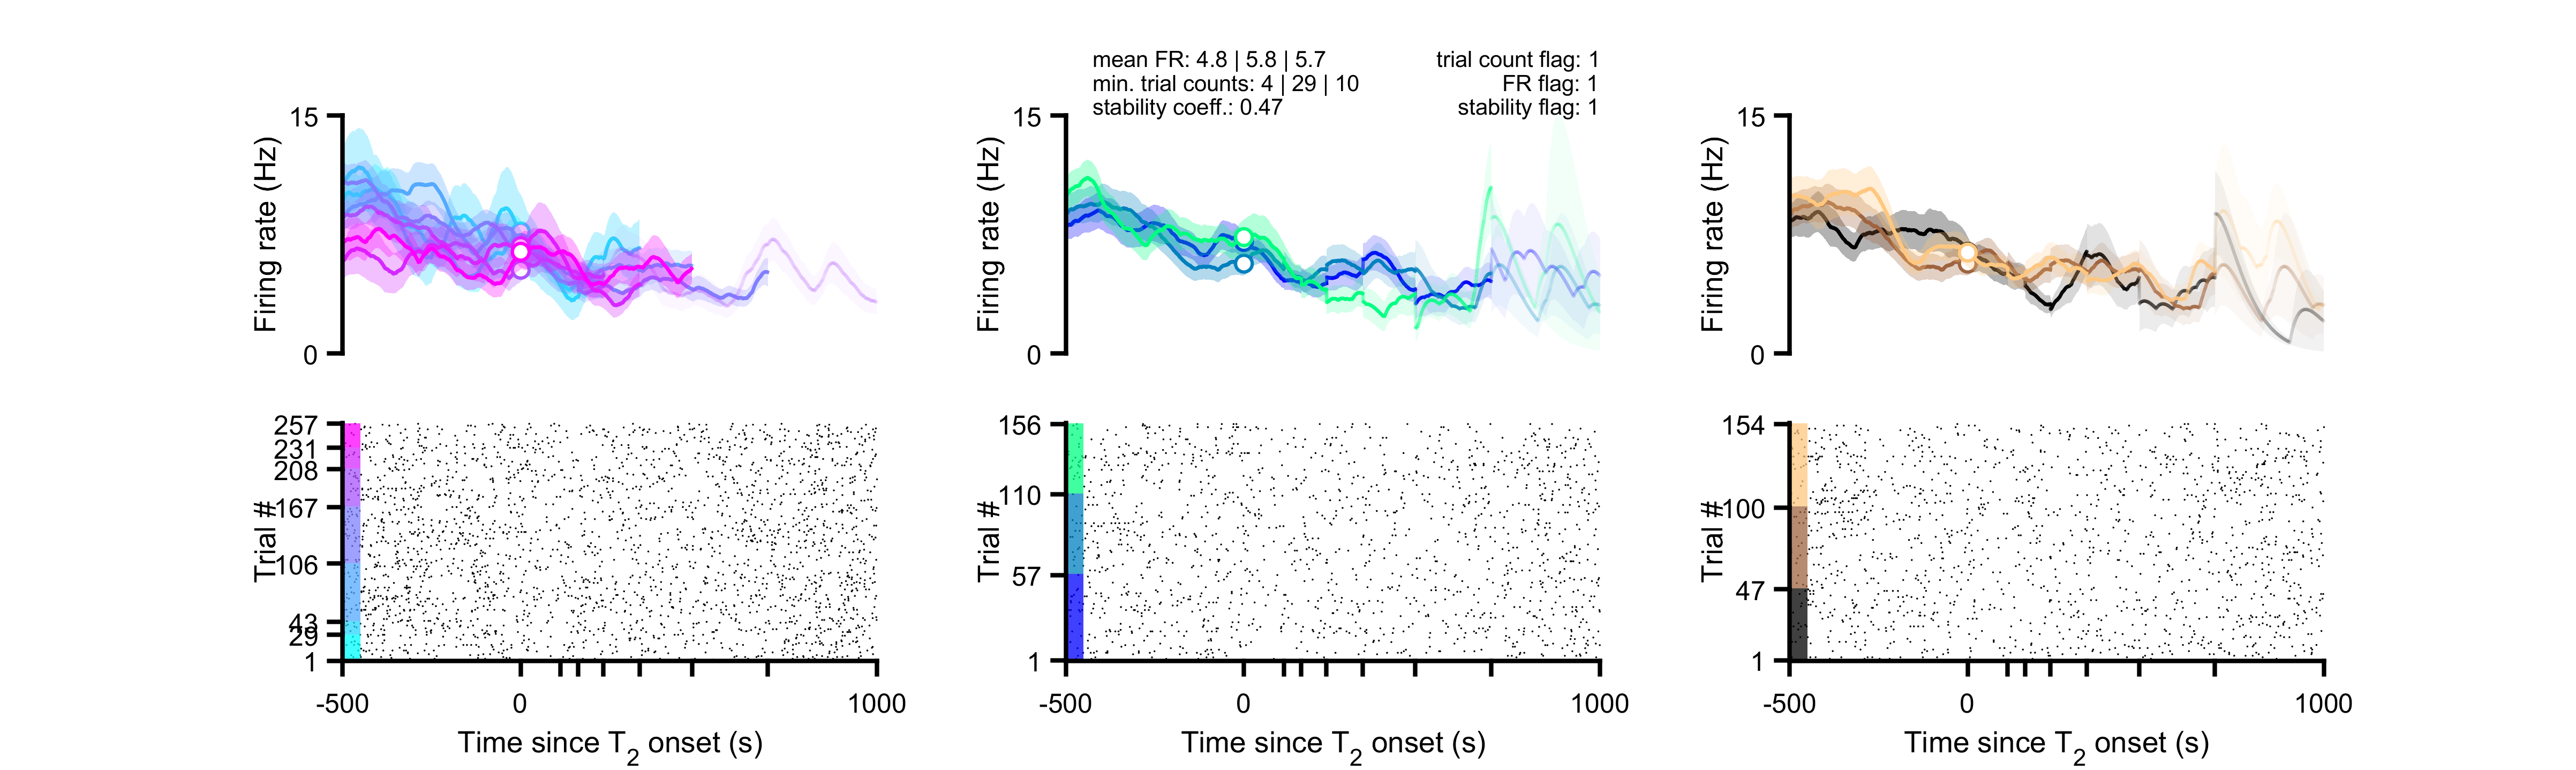 mean FR: 4.8 | 5.8 | 5.7
min. trial counts: 4 | 29 | 10
stability coeff.: 0.47
trial count flag: 1
FR flag: 1
stability flag: 1
15
Firing rate (Hz)
0
15
Firing rate (Hz)
0
15
Firing rate (Hz)
0
257
231
208
167
106
43
29
1
Trial #
-500
0
1000
Time since T2 onset (s)
156
110
57
1
Trial #
-500
0
1000
Time since T2 onset (s)
154
100
47
1
Trial #
-500
0
1000
Time since T2 onset (s)